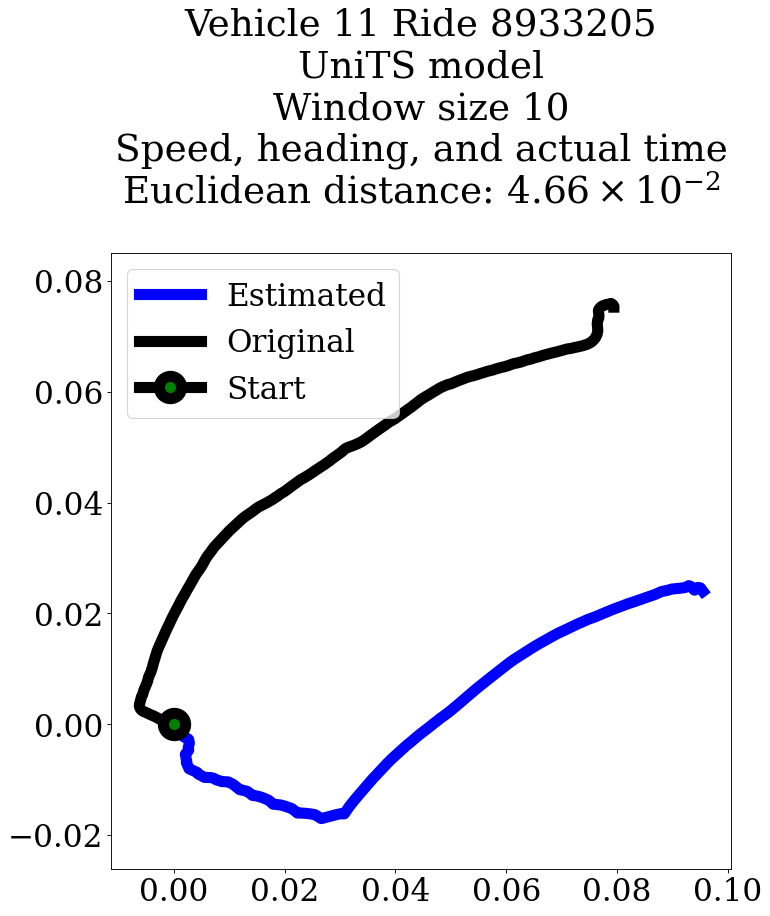 Vehicle 11 Ride 8933205
UniTS model
Window size 10
Speed, heading, and actual time
Euclidean distance: 4.66 × 10⁻²
Estimated
Original
Start
0.08
0.06
0.04
0.02
0.00
−0.02
0.00 0.02 0.04 0.06 0.08 0.10